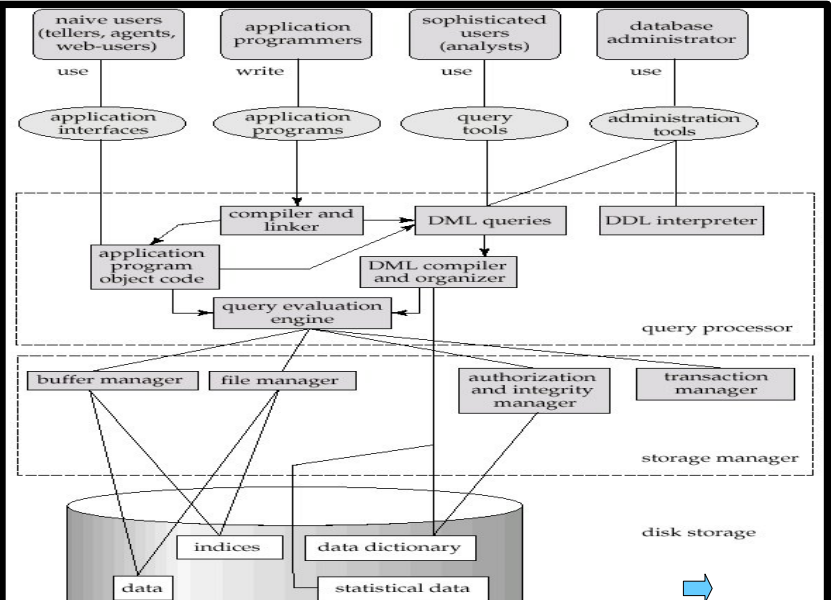 naive users
(tellers, agents,
web-users)
application
programmers
sophisticated
users
(analysts)
database
administrator
use
write
use
use
application
interfaces
application
programs
query
tools
administration
tools
compiler and
linker
DML queries
DDL interpreter
application
program
object code
DML compiler
and organizer
query evaluation
engine
query processor
buffer manager
file manager
authorization
and integrity
manager
transaction
manager
storage manager
disk storage
indices
data dictionary
data
statistical data